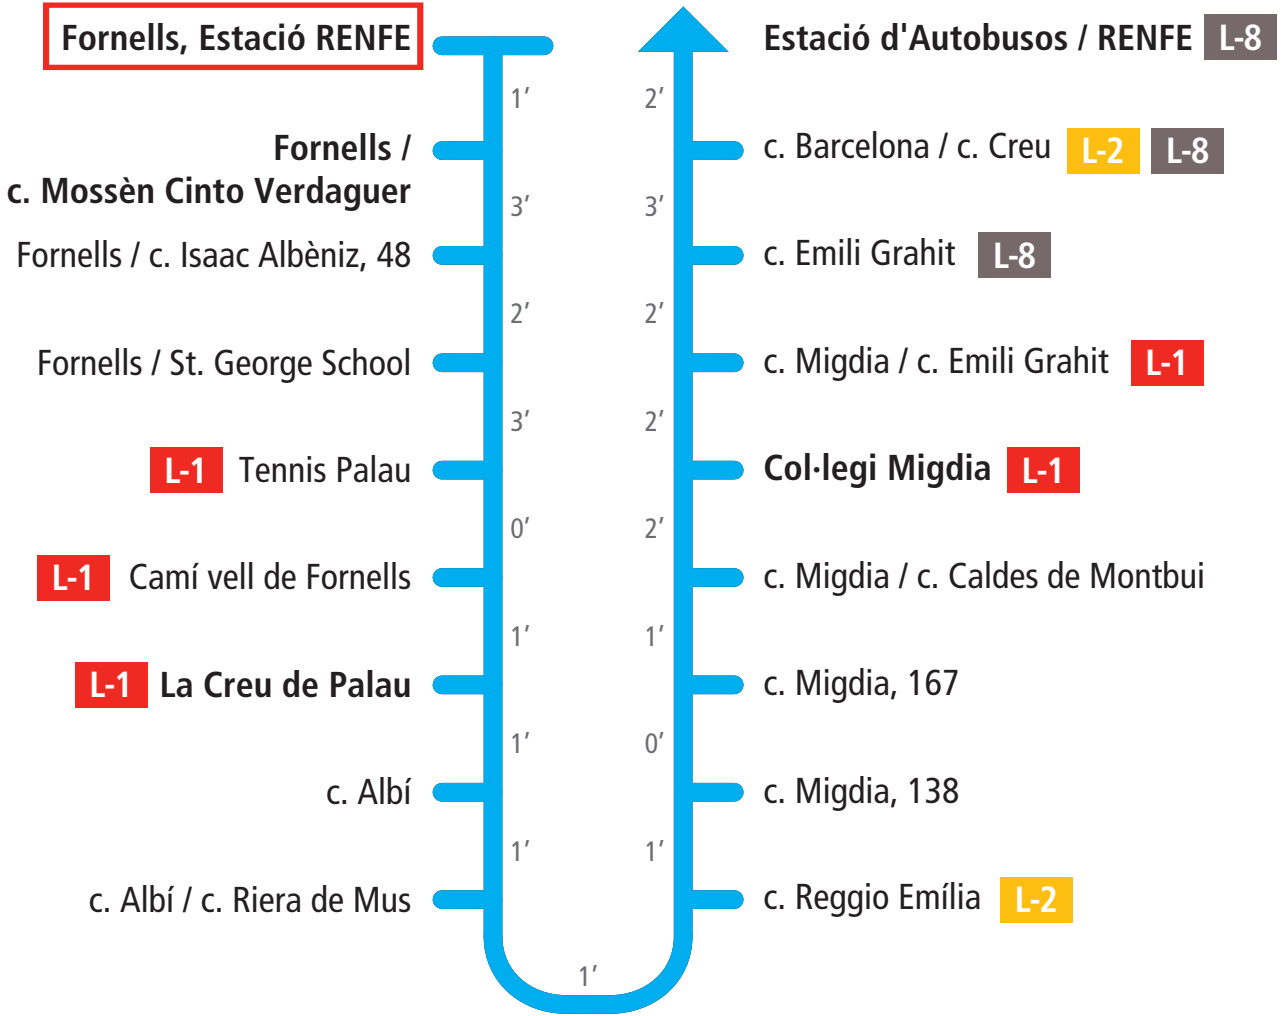 Fornells, Estació RENFE
1’
Fornells /
c. Mossèn Cinto Verdaguer
3’
Fornells / c. Isaac Albèniz, 48
2’
Fornells / St. George School
3’
L-1 Tennis Palau
0’
L-1 Camí vell de Fornells
1’
L-1 La Creu de Palau
1’
c. Albí
1’
c. Albí / c. Riera de Mus
1’
c. Reggio Emília L-2
1’
c. Migdia, 138
0’
c. Migdia, 167
1’
c. Migdia / c. Caldes de Montbui
2’
Col·legi Migdia L-1
2’
c. Migdia / c. Emili Grahit L-1
2’
c. Emili Grahit L-8
3’
c. Barcelona / c. Creu L-2 L-8
2’
Estació d'Autobusos / RENFE L-8